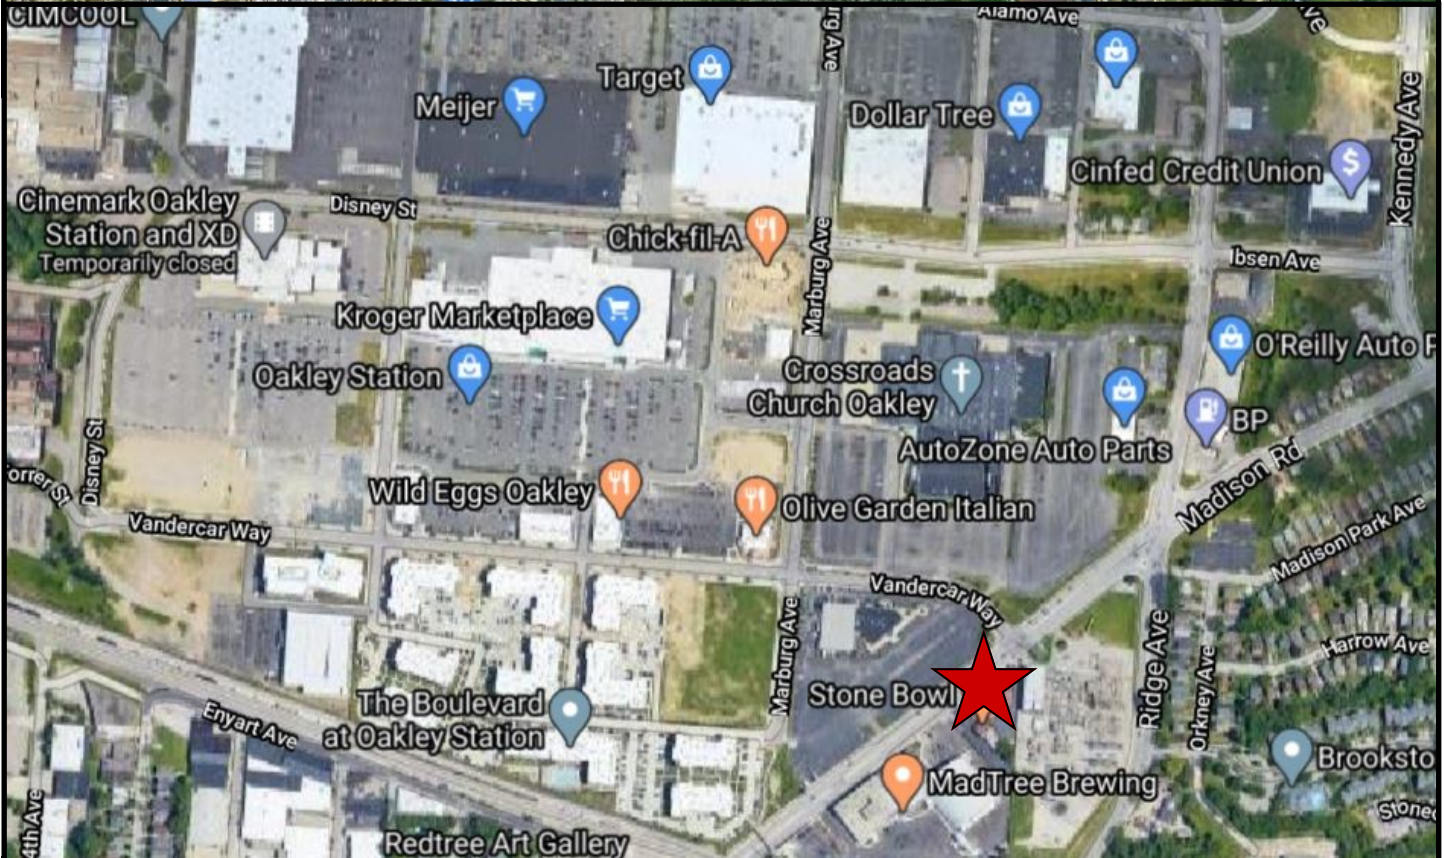 CIMCOOL
Alamo Ave
Target
Meijer
Dollar Tree
Cinfed Credit Union
Kennedy Ave
Cinemark Oakley
Station and XD
Temporarily closed
Disney St
Chick-fil-A
Marburg Ave
Ibsen Ave
Kroger Marketplace
Oakley Station
Crossroads
Church Oakley
O'Reilly Auto P
BP
AutoZone Auto Parts
Madison Rd
Disney St
Wild Eggs Oakley
Olive Garden Italian
Vandercar Way
Madison Park Ave
Vandercar Way
Marburg Ave
Ridge Ave
Orkney Ave
Harrow Ave
Stone Bowl
The Boulevard
at Oakley Station
Enyart Ave
MadTree Brewing
Brooksto
4th Ave
Redtree Art Gallery